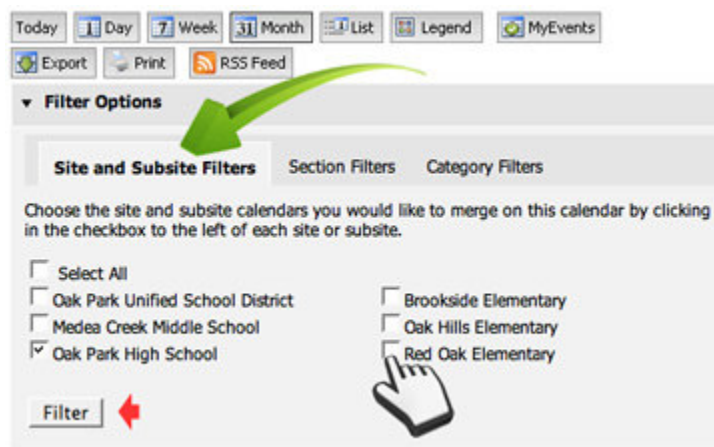 Today 1 Day 7 Week 31 Month List Legend MyEvents
Export Print RSS Feed
Filter Options
Site and Subsite Filters Section Filters Category Filters
Choose the site and subsite calendars you would like to merge on this calendar by clicking
in the checkbox to the left of each site or subsite.
Select All
Oak Park Unified School District Brookside Elementary
Medea Creek Middle School Oak Hills Elementary
Oak Park High School Red Oak Elementary
Filter